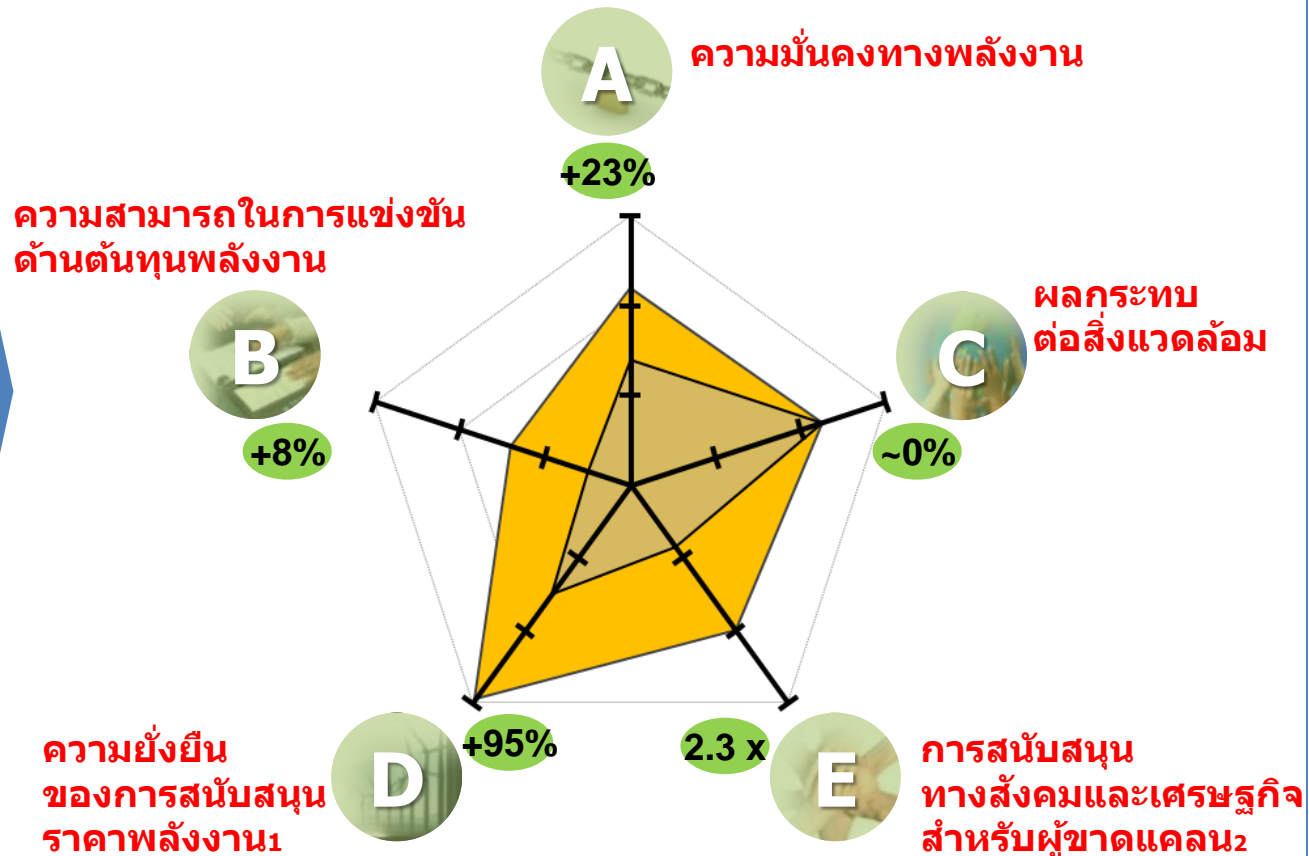 A
ความมั่นคงทางพลังงาน
+23%
ความสามารถในการแข่งขัน
ด้านต้นทุนพลังงาน
B
+8%
ผลกระทบ
ต่อสิ่งแวดล้อม
C
~0%
ความยั่งยืน
ของการสนับสนุน
ราคาพลังงาน1
D
+95%
2.3 x
E
การสนับสนุน
ทางสังคมและเศรษฐกิจ
สำหรับผู้ขาดแคลน2